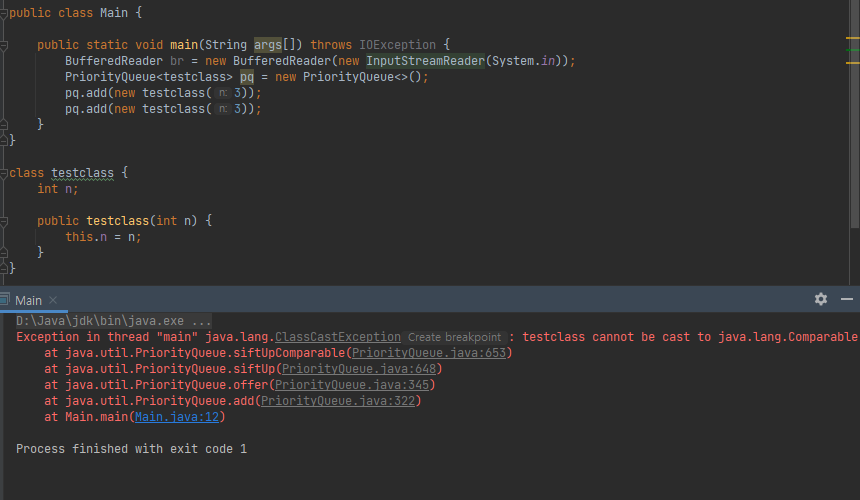 public class Main {
public static void main(String args[]) throws IOException {
BufferedReader br = new BufferedReader(new InputStreamReader(System.in));
PriorityQueue<testclass> pq = new PriorityQueue<>();
pq.add(new testclass( n: 3));
pq.add(new testclass( n: 3));
}
}
class testclass {
int n;
public testclass(int n) {
this.n = n;
}
}
Main ×
D:\Java\jdk\bin\java.exe ...
Exception in thread "main" java.lang.ClassCastException Create breakpoint : testclass cannot be cast to java.lang.Comparable
at java.util.PriorityQueue.siftUpComparable(PriorityQueue.java:653)
at java.util.PriorityQueue.siftUp(PriorityQueue.java:648)
at java.util.PriorityQueue.offer(PriorityQueue.java:345)
at java.util.PriorityQueue.add(PriorityQueue.java:322)
at Main.main(Main.java:12)
Process finished with exit code 1